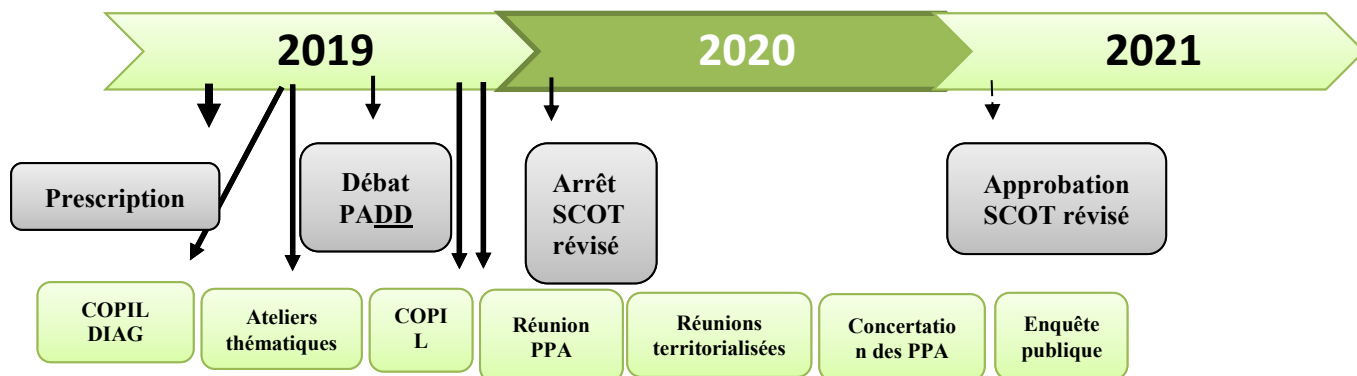 2019
2020
2021
Prescription
Débat
PADD
Arrêt
SCOT
révisé
Approbation
SCOT révisé
COPIL
DIAG
Ateliers
thématiques
COPI
L
Réunion
PPA
Réunions
territorialisées
Concertatio
n des PPA
Enquête
publique